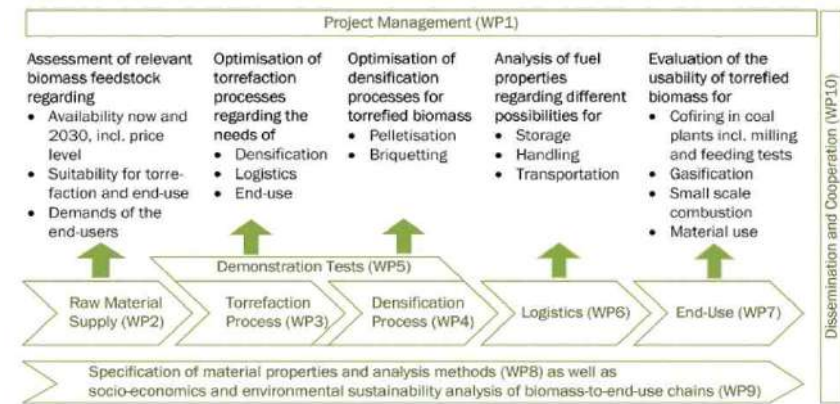 Project Management (WP1)
Assessment of relevant
biomass feedstock
regarding
• Availability now and
2030, incl. price
level
• Suitability for torre-
faction and end-use
• Demands of the
end-users
Optimisation of
torrefaction
processes
regarding the
needs of
• Densification
• Logistics
• End-use
Optimisation of
densification
processes for
torrefied biomass
• Pelletisation
• Briquetting
Analysis of fuel
properties
regarding different
possibilities for
• Storage
• Handling
• Transportation
Evaluation of the
usability of torrefied
biomass for
• Cofiring in coal
plants incl. milling
and feeding tests
• Gasification
• Small scale
combustion
• Material use
Demonstration Tests (WP5)
Raw Material
Supply (WP2)
Torrefaction
Process (WP3)
Densification
Process (WP4)
Logistics (WP6)
End-Use (WP7)
Specification of material properties and analysis methods (WP8) as well as
socio-economics and environmental sustainability analysis of biomass-to-end-use chains (WP9)
Dissemination and Cooperation (WP10)